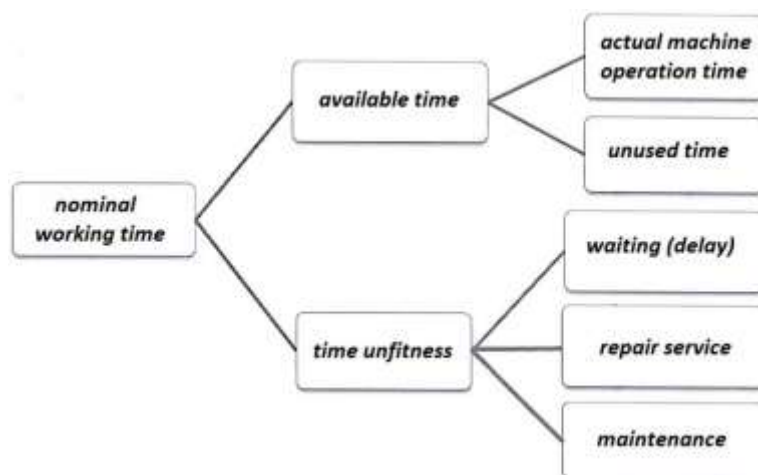 actual machine
operation time
available time
unused time
nominal
working time
waiting (delay)
time unfitness
repair service
maintenance